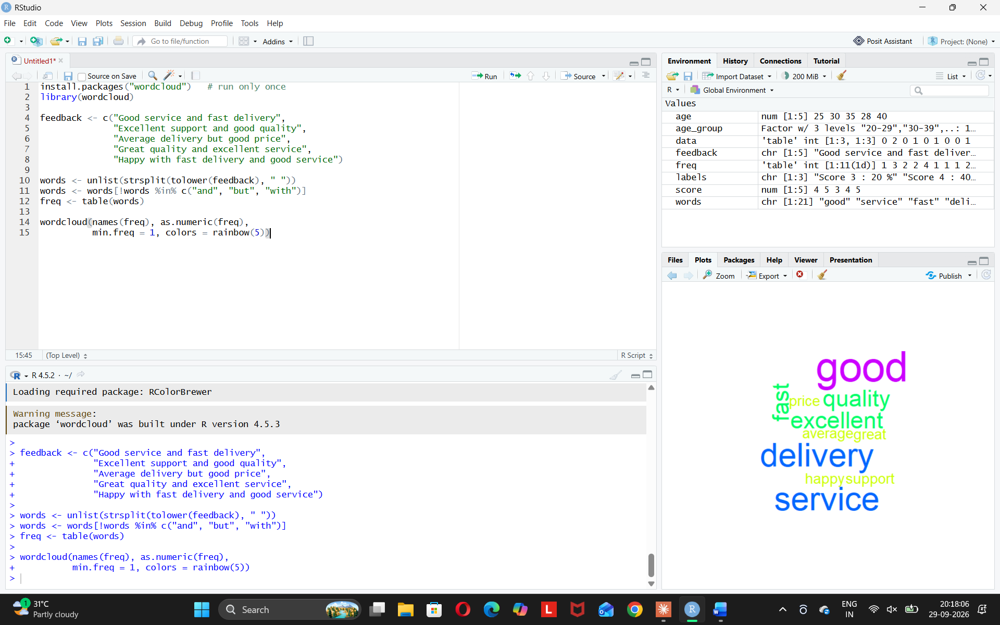 RStudio
File Edit Code View Plots Session Build Debug Profile Tools Help
Go to file/function Addins Posit Assistant Project: (None)
Untitled1*
Source on Save Run Source
1 install.packages("wordcloud")   # run only once
2 library(wordcloud)
3
4 feedback <- c("Good service and fast delivery",
5 "Excellent support and good quality",
6 "Average delivery but good price",
7 "Great quality and excellent service",
8 "Happy with fast delivery and good service")
9
10 words <- unlist(strsplit(tolower(feedback), " "))
11 words <- words[!words %in% c("and", "but", "with")]
12 freq <- table(words)
13
14 wordcloud(names(freq), as.numeric(freq),
15 min.freq = 1, colors = rainbow(5))
15:45 (Top Level) R Script
R 4.5.2 · ~/
Loading required package: RColorBrewer
Warning message:
package ‘wordcloud’ was built under R version 4.5.3
>
> feedback <- c("Good service and fast delivery",
+ "Excellent support and good quality",
+ "Average delivery but good price",
+ "Great quality and excellent service",
+ "Happy with fast delivery and good service")
>
> words <- unlist(strsplit(tolower(feedback), " "))
> words <- words[!words %in% c("and", "but", "with")]
> freq <- table(words)
>
> wordcloud(names(freq), as.numeric(freq),
+ min.freq = 1, colors = rainbow(5))
>
Environment History Connections Tutorial
Import Dataset 200 MiB List
R Global Environment
Values
age num [1:5] 25 30 35 28 40
age_group Factor w/ 3 levels "20-29","30-39",..: 1…
data 'table' int [1:3, 1:3] 0 2 0 1 0 1 0 0 1
feedback chr [1:5] "Good service and fast deliver…
freq 'table' int [1:11(1d)] 1 3 2 2 4 1 1 1 2…
labels chr [1:3] "Score 3 : 20 %" "Score 4 : 40…
score num [1:5] 4 5 3 4 5
words chr [1:21] "good" "service" "fast" "deli…
Files Plots Packages Help Viewer Presentation
Zoom Export Publish
good
fast
price quality
excellent
average great
delivery
happy support
service
1 31°C
Partly cloudy
Search
L
R
W
ENG
IN
20:18:06
29-09-2026